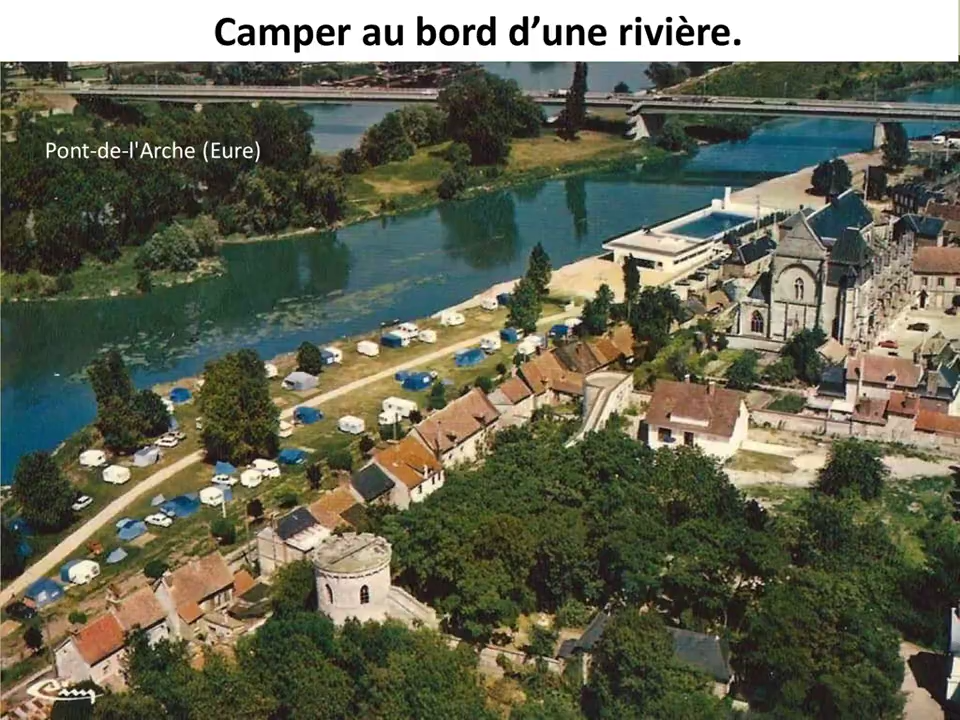 Camper au bord d’une rivière.
Pont-de-l'Arche (Eure)